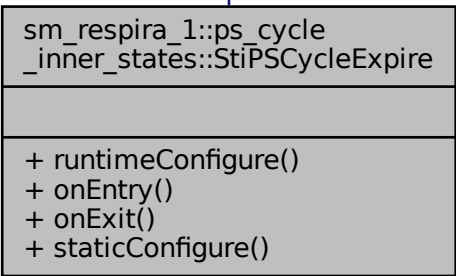 sm_respira_1::ps_cycle
_inner_states::StiPSCycleExpire
+ runtimeConfigure()
+ onEntry()
+ onExit()
+ staticConfigure()